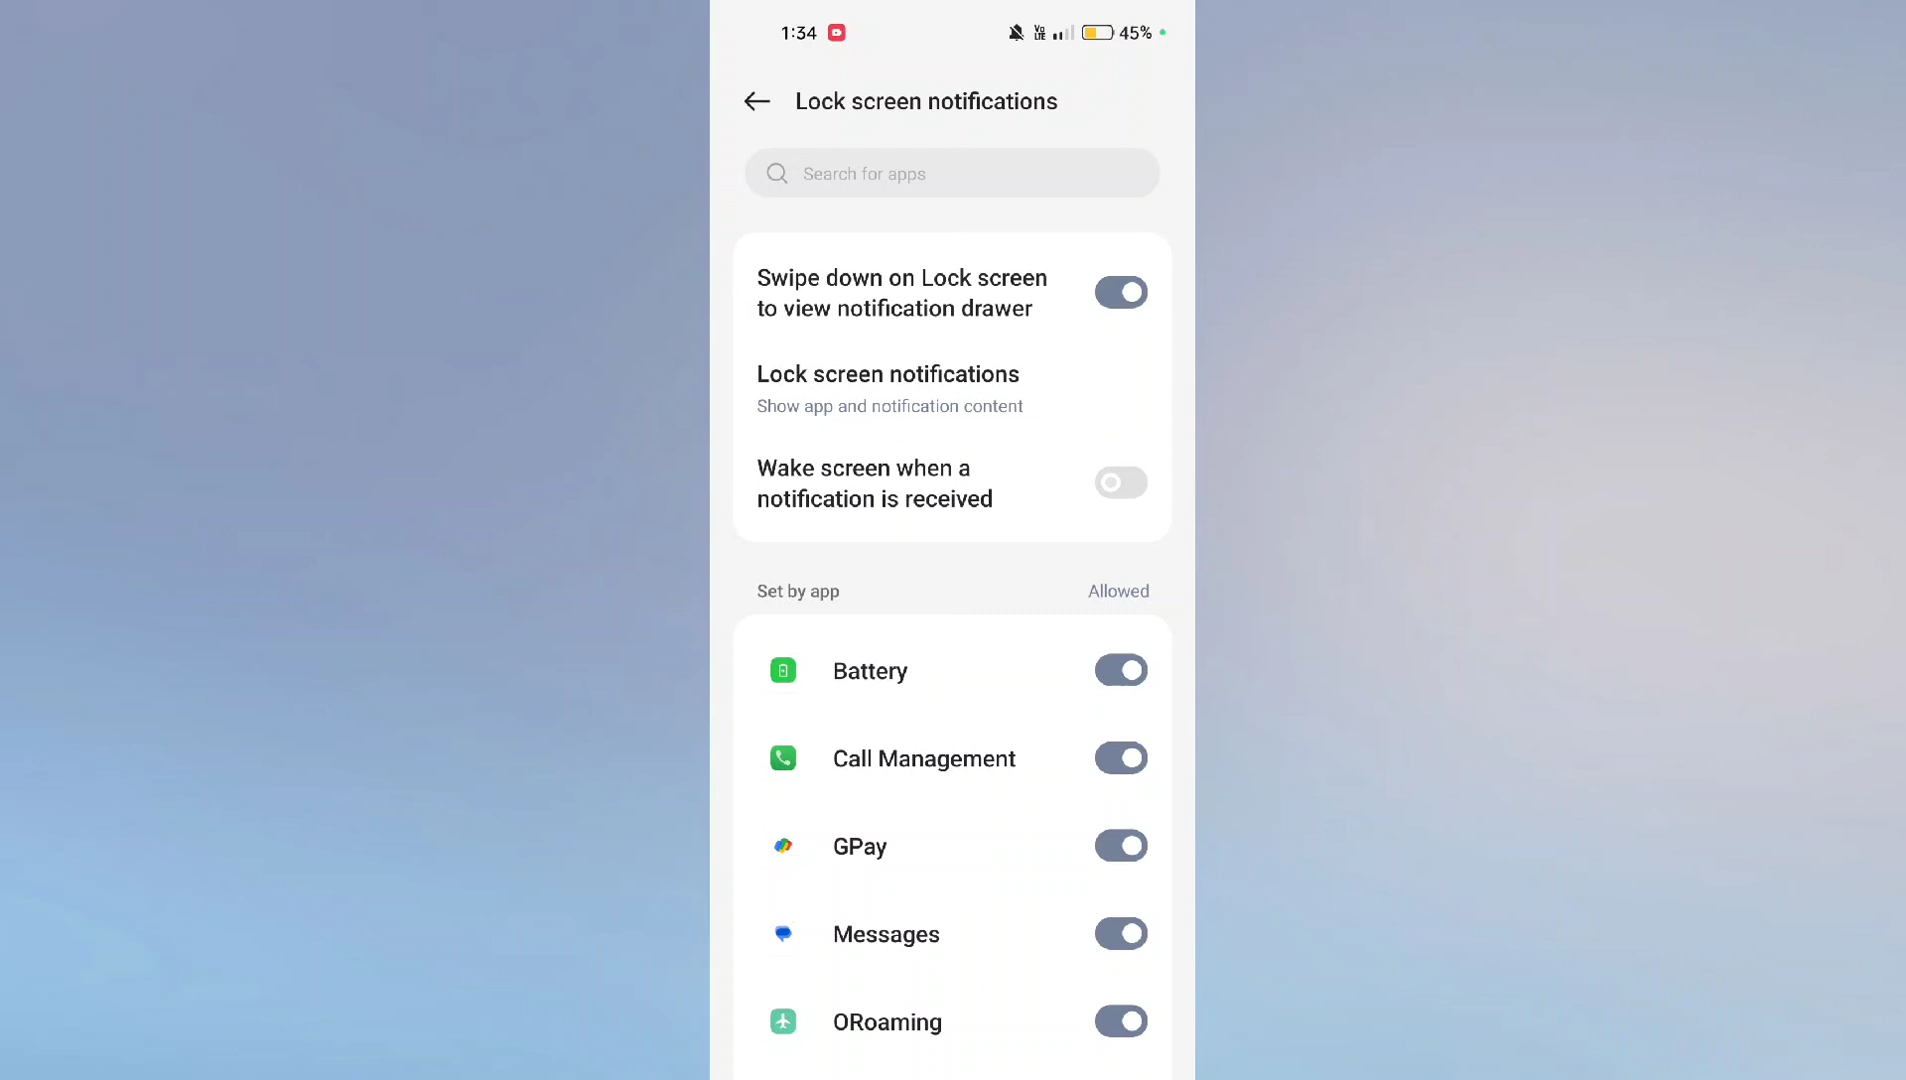 1:34 Vo LTE 45%
Lock screen notifications
Search for apps
Swipe down on Lock screen
to view notification drawer
Lock screen notifications
Show app and notification content
Wake screen when a
notification is received
Set by app Allowed
Battery
Call Management
GPay
Messages
ORoaming